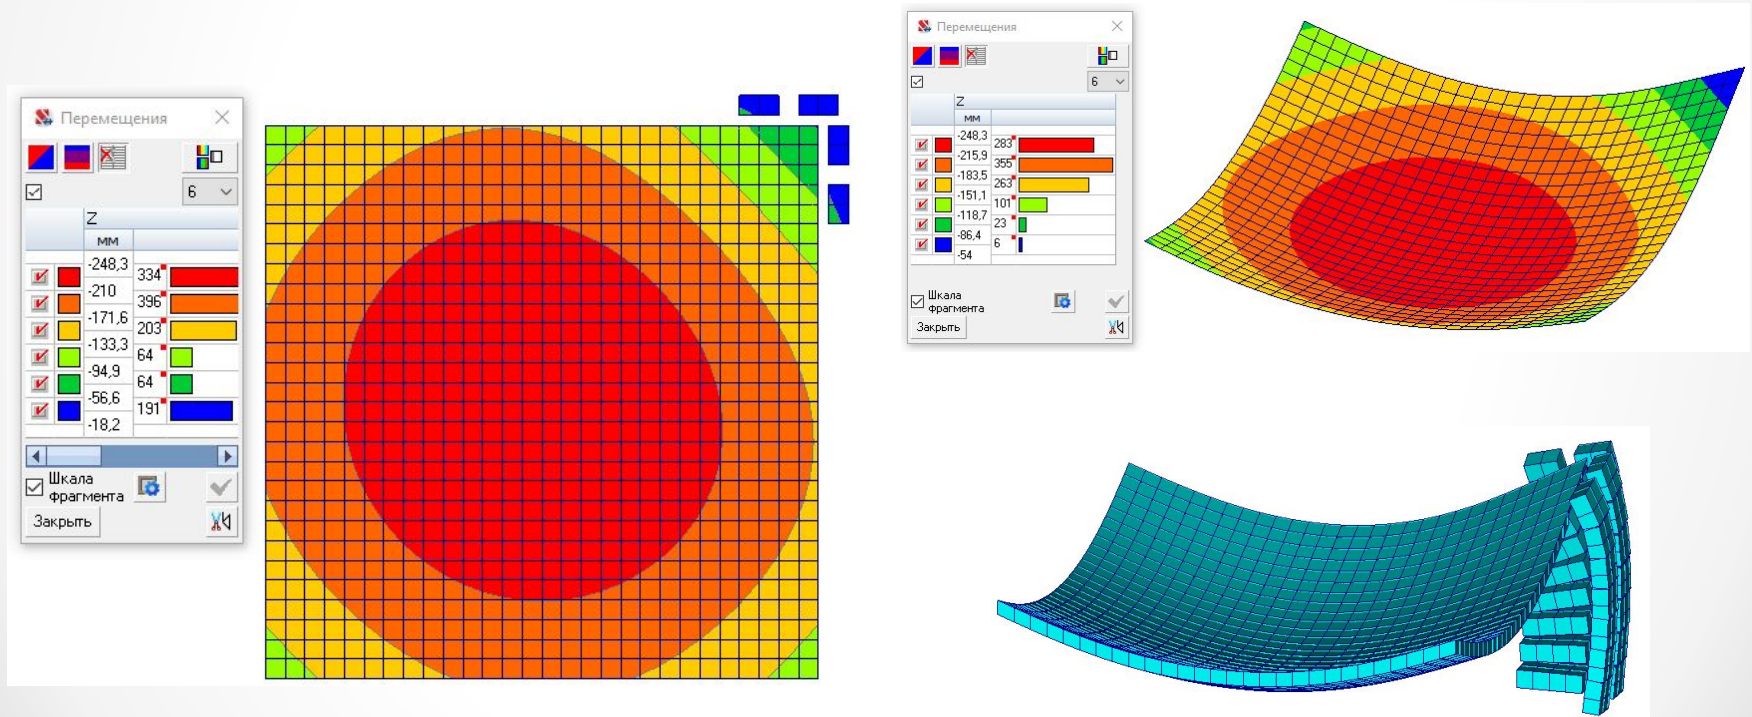 Перемещения
6
Z
мм
-248,3
334
-210
396
-171,6
203
-133,3
64
-94,9
64
-56,6
191
-18,2
Шкала
фрагмента
Закрыть
Перемещения
6
Z
мм
-248,3
283
-215,9
355
-183,5
263
-151,1
101
-118,7
23
-86,4
6
-54
Шкала
фрагмента
Закрыть